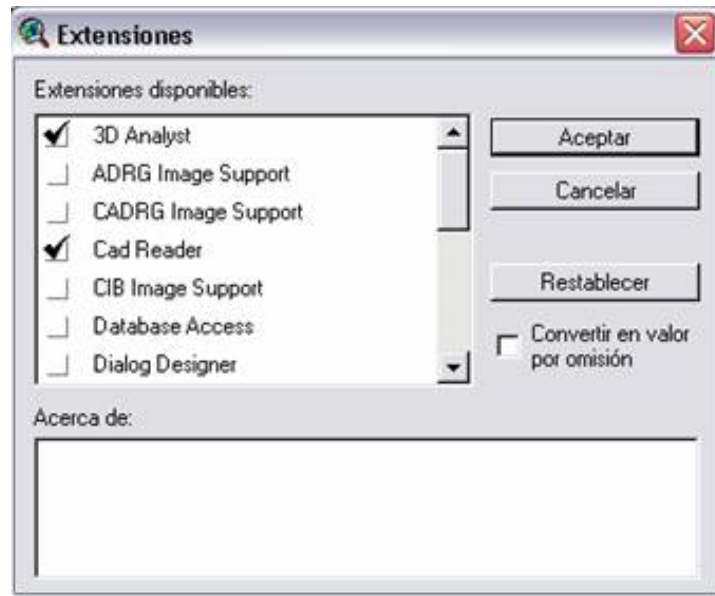 Extensiones
Extensiones disponibles:
3D Analyst
ADRG Image Support
CADRG Image Support
Cad Reader
CIB Image Support
Database Access
Dialog Designer
Aceptar
Cancelar
Restablecer
Convertir en valor
por omisión
Acerca de: